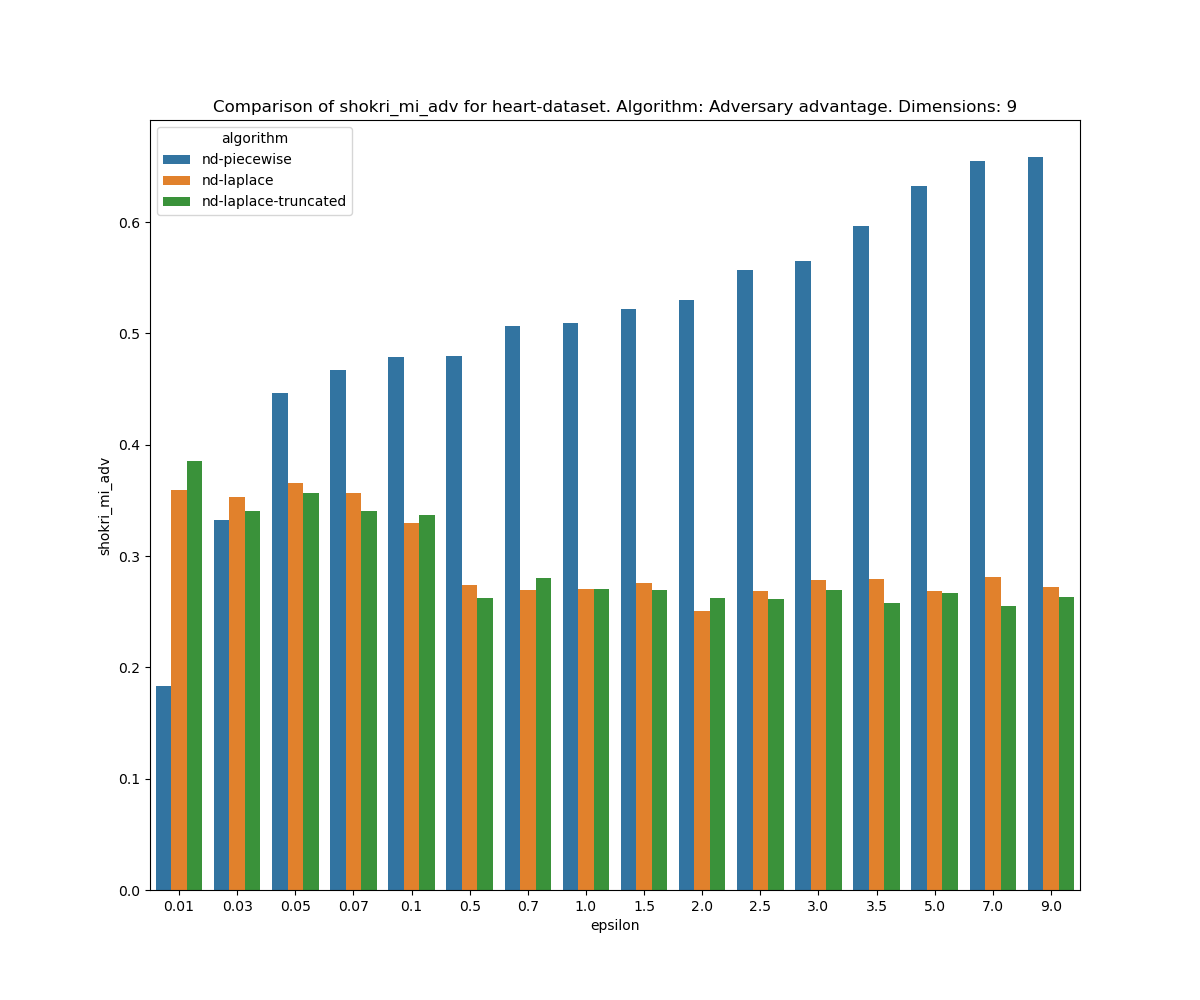 Comparison of shokri_mi_adv for heart-dataset. Algorithm: Adversary advantage. Dimensions: 9
algorithm
nd-piecewise
nd-laplace
nd-laplace-truncated
shokri_mi_adv
0.6
0.5
0.4
0.3
0.2
0.1
0.0
0.01 0.03 0.05 0.07 0.1 0.5 0.7 1.0 1.5 2.0 2.5 3.0 3.5 5.0 7.0 9.0
epsilon